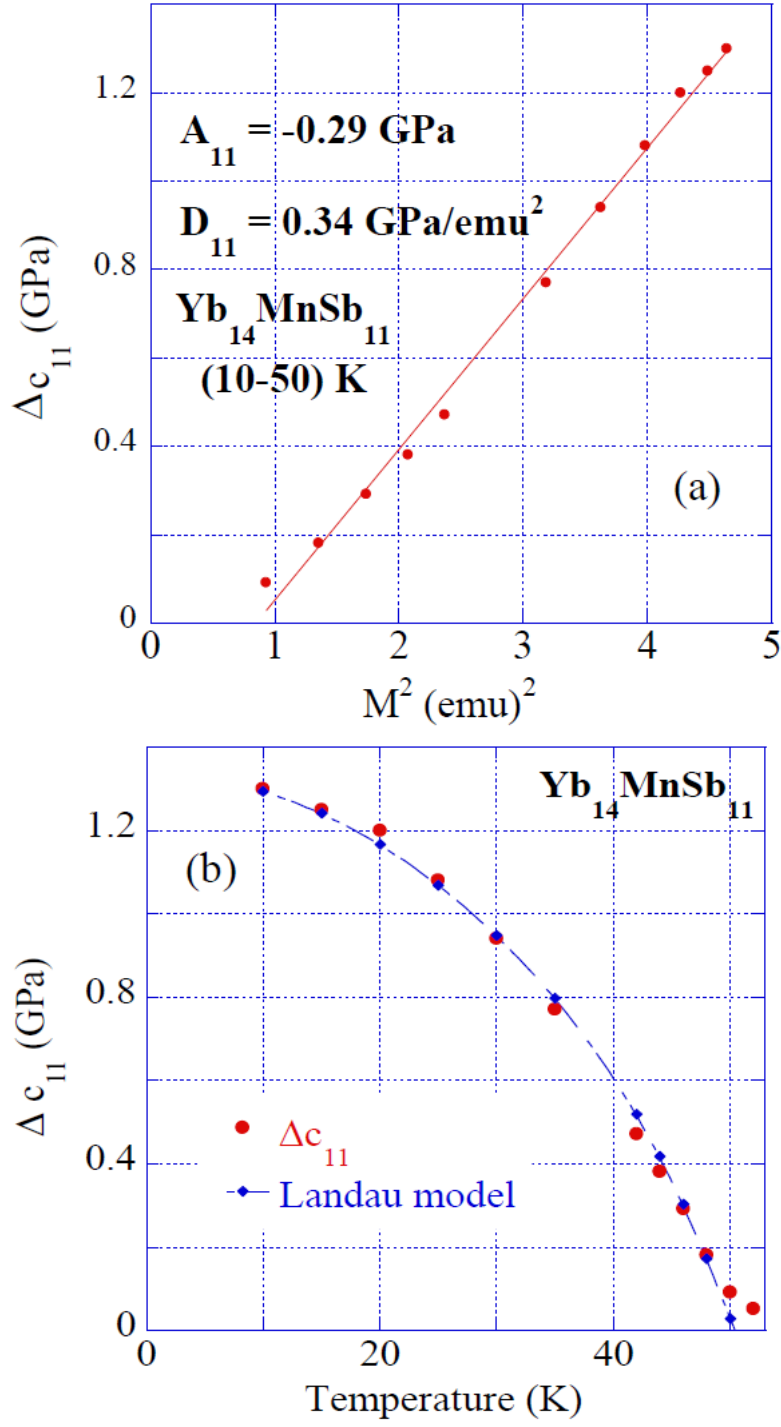 1.2
0.8
0.4
0
Δc₁₁ (GPa)
A₁₁ = -0.29 GPa
D₁₁ = 0.34 GPa/emu²
Yb₁₄MnSb₁₁
(10-50) K
(a)
0 1 2 3 4 5
M² (emu)²
1.2
0.8
0.4
0
Δ c₁₁ (GPa)
Yb₁₄MnSb₁₁
(b)
Δc₁₁
Landau model
0 20 40
Temperature (K)